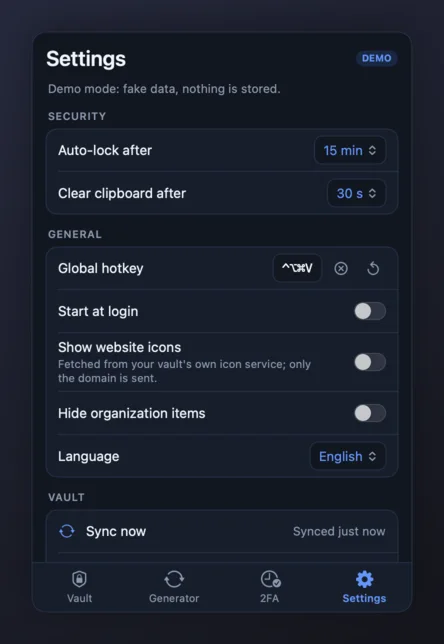 Settings
DEMO
Demo mode: fake data, nothing is stored.
SECURITY
Auto-lock after
15 min
Clear clipboard after
30 s
GENERAL
Global hotkey
^⌥⌘V
Start at login
Show website icons
Fetched from your vault's own icon service; only
the domain is sent.
Hide organization items
Language
English
VAULT
Sync now
Synced just now
Vault
Generator
2FA
Settings